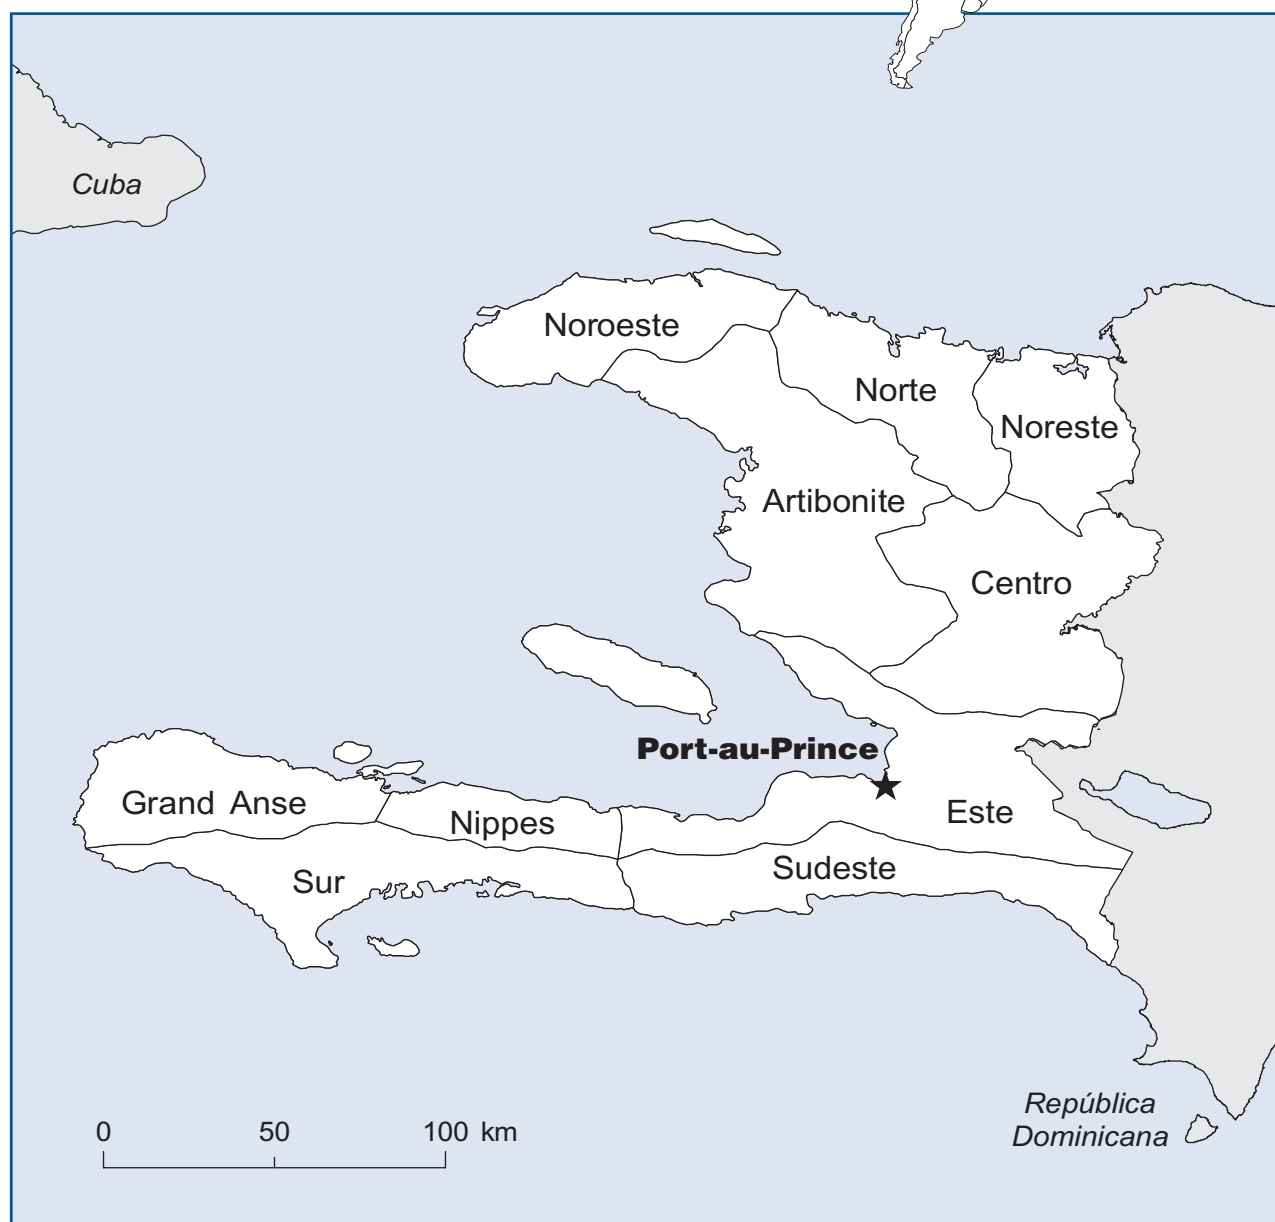 Cuba
Noroeste
Norte
Noreste
Artibonite
Centro
Port-au-Prince
Grand Anse
Nippes
Este
Sur
Sudeste
República
Dominicana
0 50 100 km